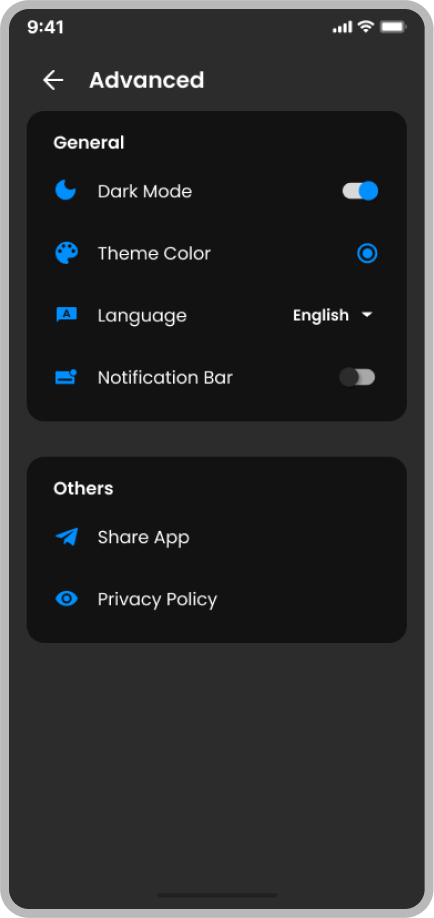 9:41
Advanced
General
Dark Mode
Theme Color
Language English
Notification Bar
Others
Share App
Privacy Policy